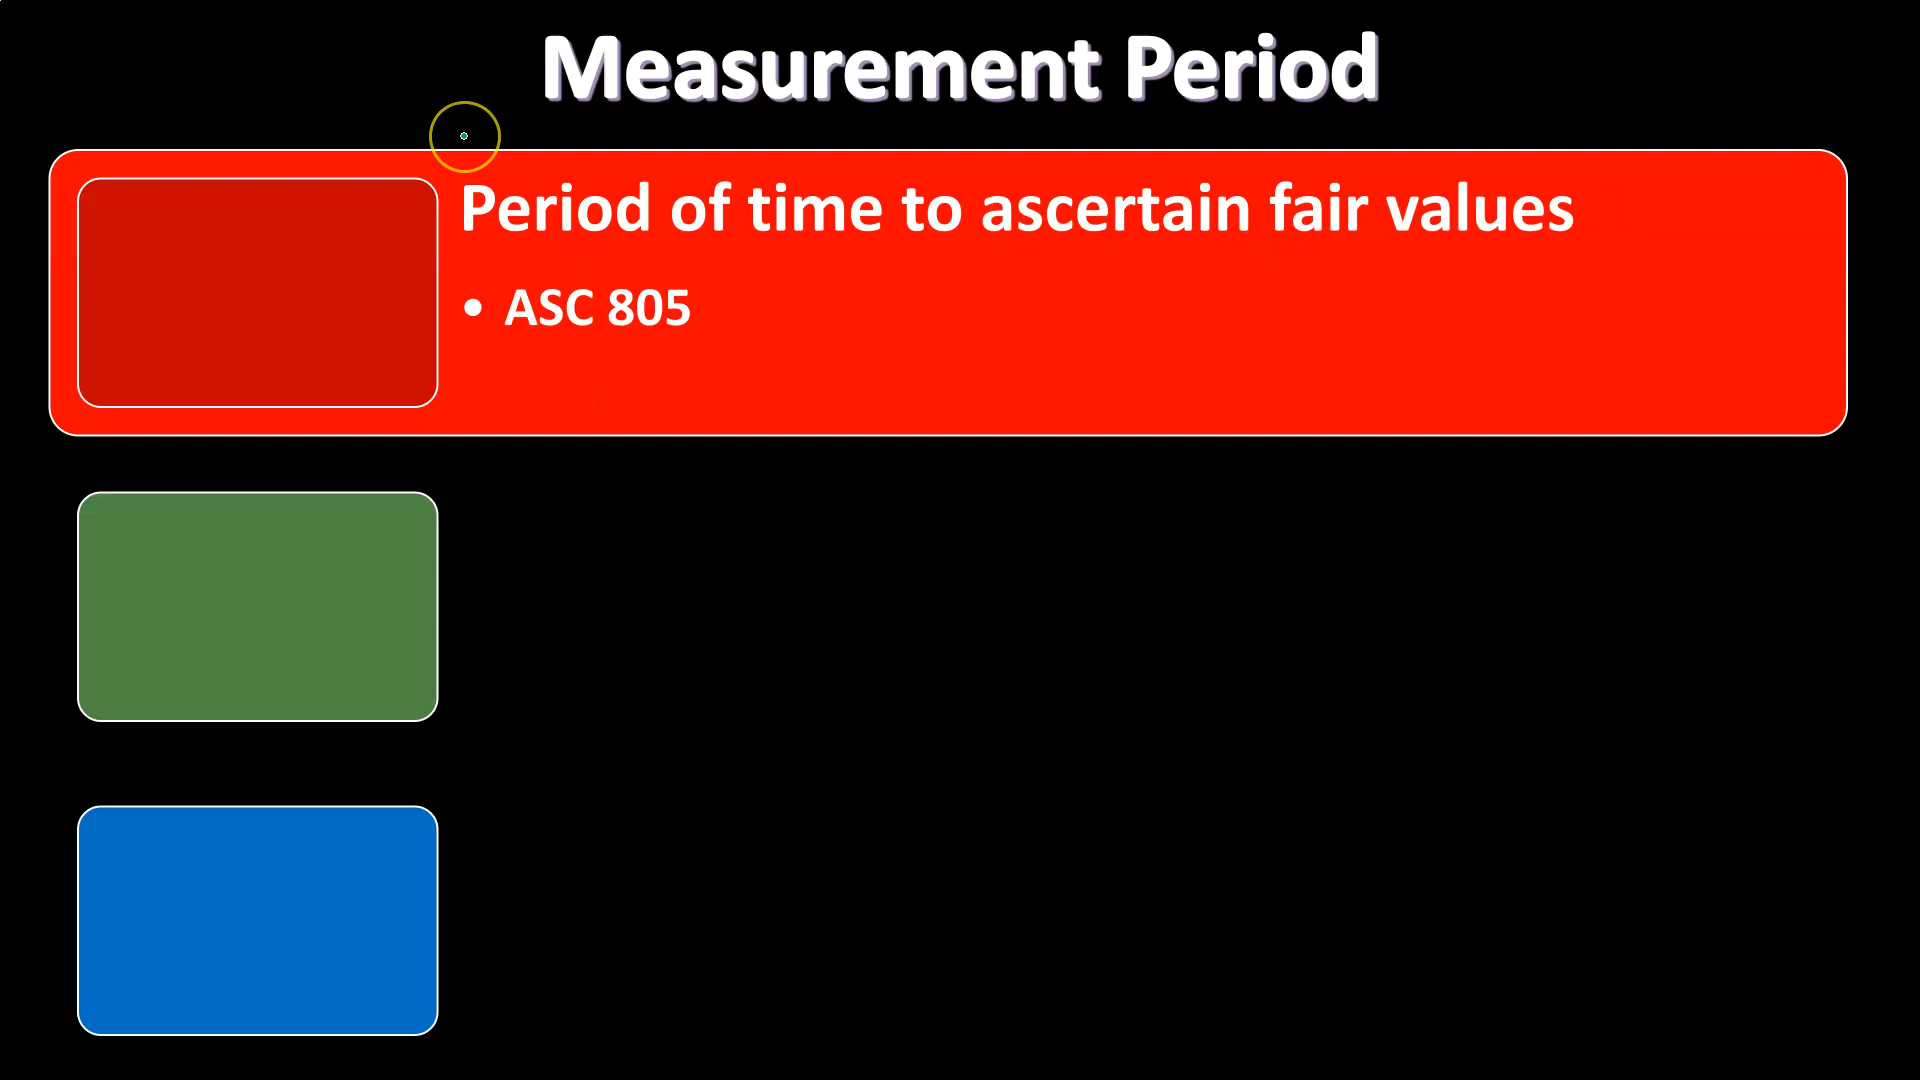 Measurement Period
Period of time to ascertain fair values
• ASC 805